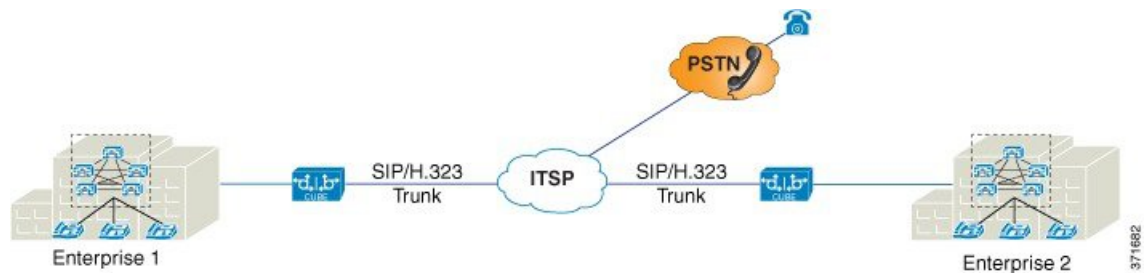 PSTN
SIP/H.323
Trunk
ITSP
SIP/H.323
Trunk
CUBE
CUBE
Enterprise 1
Enterprise 2
371682